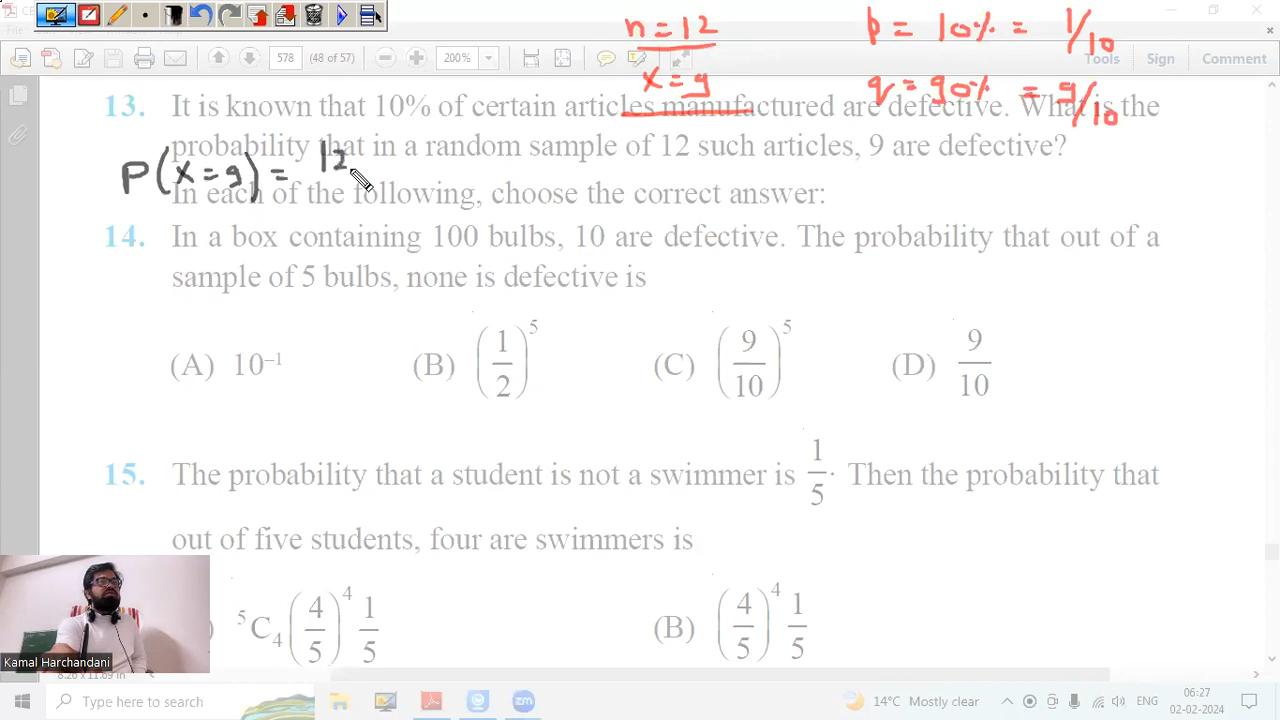 n = 12
p = 10% = 1/10
x = 9
q = 90% = 9/10
578 (48 of 57) 200% Tools Sign Comment
13. It is known that 10% of certain articles manufactured are defective. What is the
probability that in a random sample of 12 such articles, 9 are defective?
P(x=9) = 12
In each of the following, choose the correct answer:
14. In a box containing 100 bulbs, 10 are defective. The probability that out of a
sample of 5 bulbs, none is defective is
(A) 10⁻¹ (B) (1/2)⁵ (C) (9/10)⁵ (D) 9/10
15. The probability that a student is not a swimmer is 1/5. Then the probability that
out of five students, four are swimmers is
) ⁵C₄ (4/5)⁴ 1/5 (B) (4/5)⁴ 1/5
Kamal Harchandani
8.26 x 11.69 in
Type here to search
14°C Mostly clear
ENG
06:27
02-02-2024